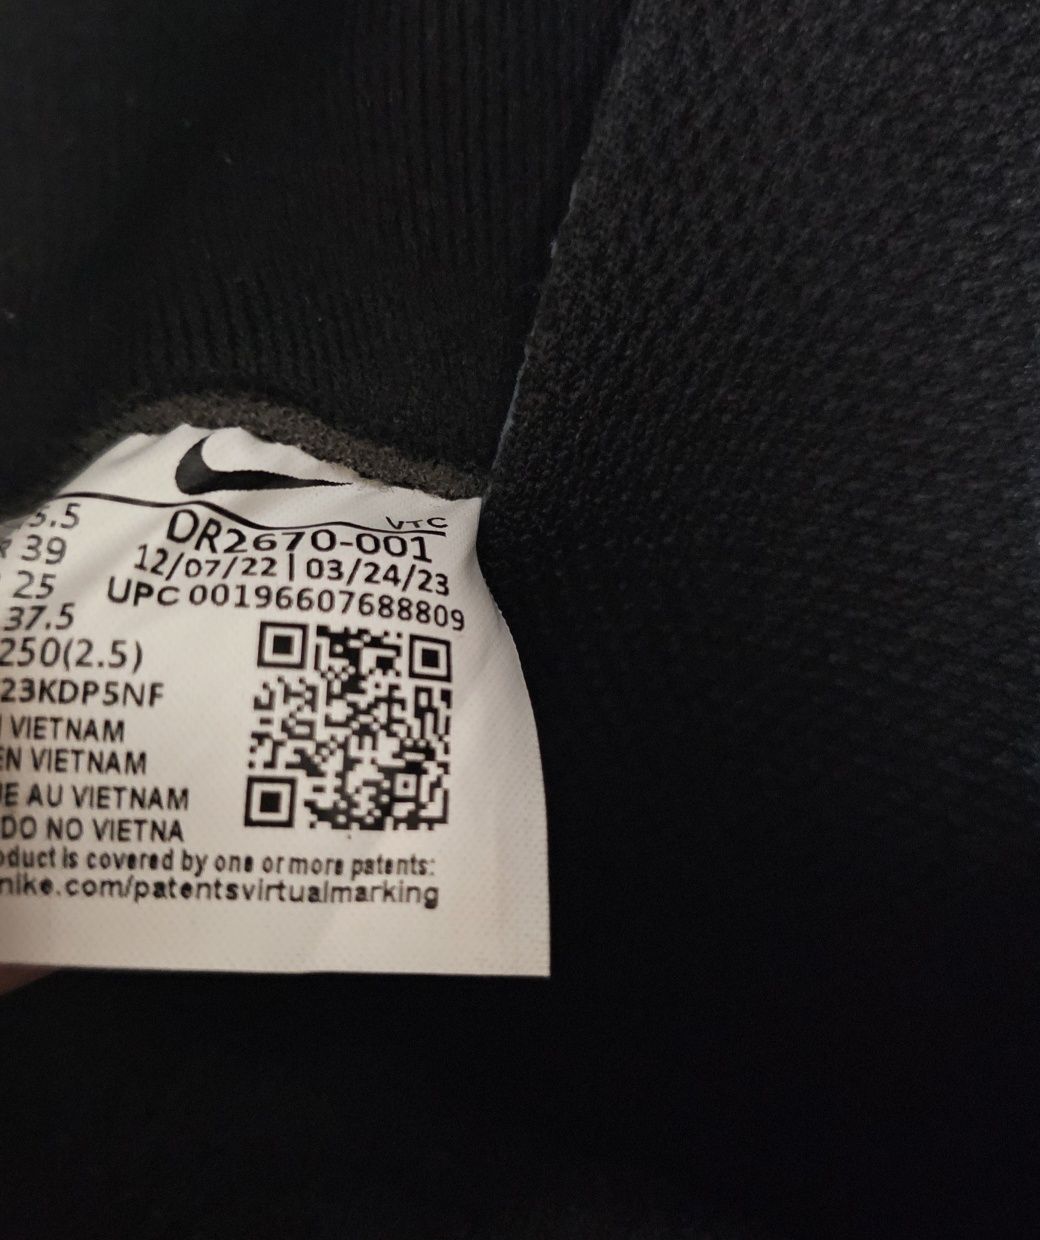 VTC
5.5
DR2670-001
39
12/07/22 | 03/24/23
25
UPC 00196607688809
37.5
250(2.5)
23KDP5NF
VIETNAM
EN VIETNAM
AU VIETNAM
DO NO VIETNA
oduct is covered by one or more patents:
nike.com/patentsvirtualmarking